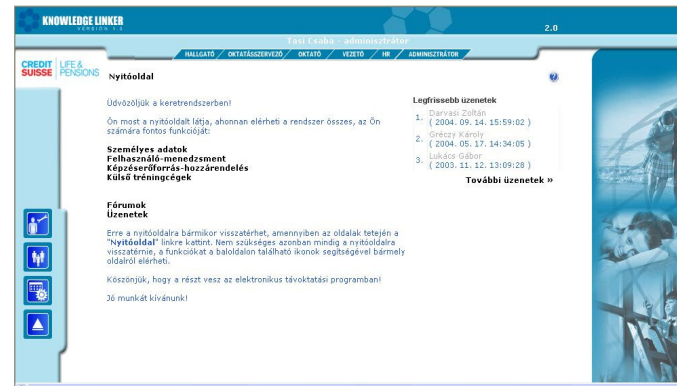 KNOWLEDGE LINKER
2.0
Tasi Csaba - adminisztrátor
HALLGATÓ / OKTATÁSSZERVEZŐ / OKTATÓ / VEZETŐ / HR / ADMINISZTRÁTOR
CREDIT SUISSE
LIFE & PENSIONS
Nyitóoldal
Üdvözöljük a keretrendszerben!
Ön most a nyitóoldalt látja, ahonnan elérheti a rendszer összes, az Ön
számára fontos funkcióját:
Személyes adatok
Felhasználó-menedzsment
Képzéserőforrás-hozzárendelés
Külső tréningcégek
Fórumok
Üzenetek
Erre a nyitóoldalra bármikor visszatérhet, amennyiben az oldalak tetején a
"Nyitóoldal" linkre kattint. Nem szükséges azonban mindig a nyitóoldalra
visszatérnie, a funkciókat a baloldalon található ikonok segítségével bármely
oldalról elérheti.
Köszönjük, hogy a részt vesz az elektronikus távoktatási programban!
Jó munkát kívánunk!
Legfrissebb üzenetek
1. Darvasi Zoltán
( 2004. 09. 14. 15:59:02 )
2. Gréczy Károly
( 2004. 05. 17. 14:34:05 )
3. Lukács Gábor
( 2003. 11. 12. 13:09:28 )
További üzenetek »